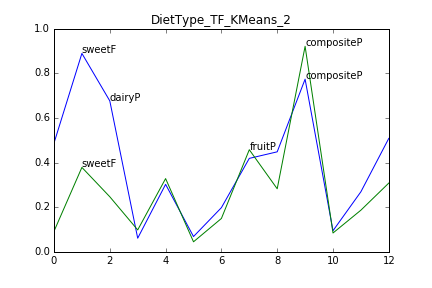 DietType_TF_KMeans_2
1.0
0.8
0.6
0.4
0.2
0.0
0
2
4
6
8
10
12
sweetF
dairyP
sweetF
fruitP
compositeP
compositeP